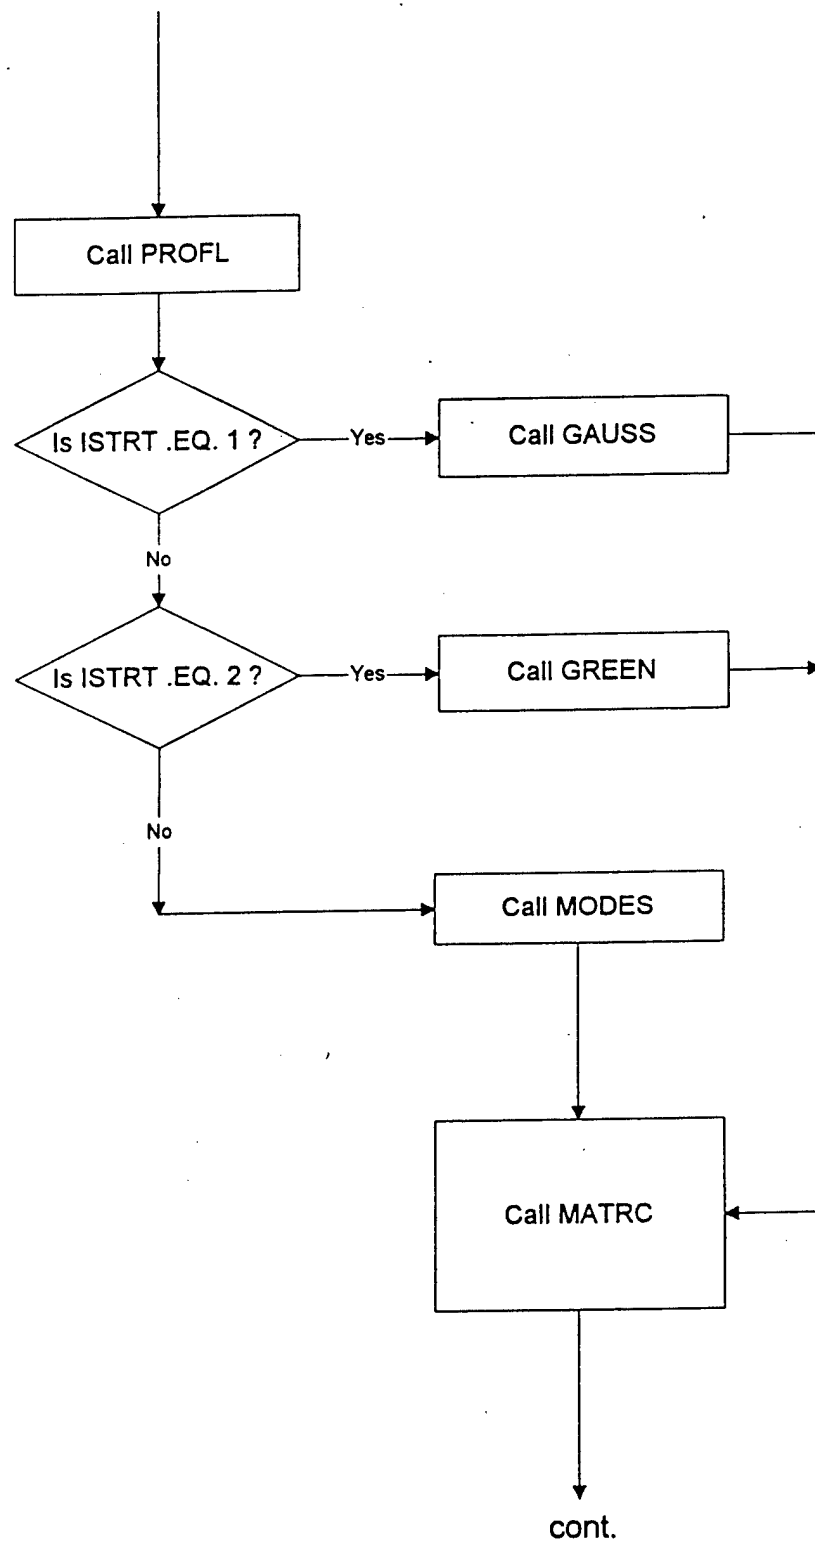 Call PROFL
Is ISTRT .EQ. 1 ?
Yes
Call GAUSS
No
Is ISTRT .EQ. 2 ?
Yes
Call GREEN
No
Call MODES
Call MATRC
cont.